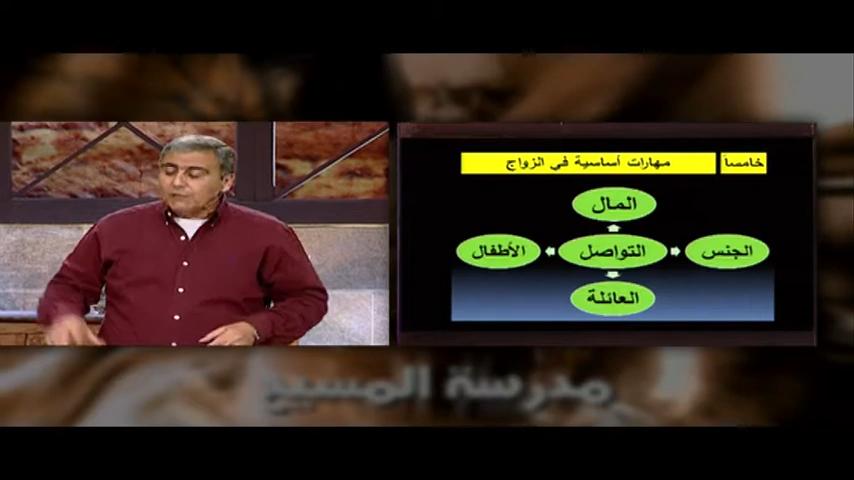 خامساً مهارات أساسية في الزواج
المال
الجنس التواصل الأطفال
العائلة
مدرسة المسيح